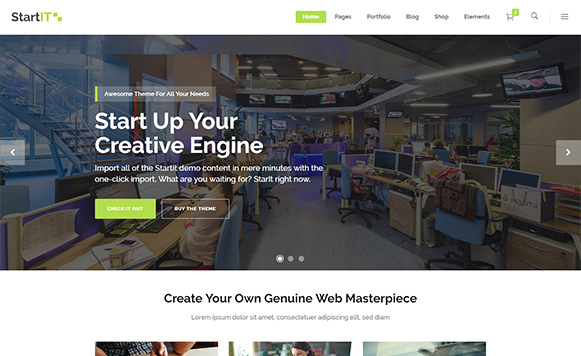 StartIT
Home Pages Portfolio Blog Shop Elements
Awesome Theme For All Your Needs
Start Up Your
Creative Engine
Import all of the Startit demo content in mere minutes with the
one-click import. What are you waiting for? Starit right now.
CHECK IT OUT BUY THE THEME
Create Your Own Genuine Web Masterpiece
Lorem ipsum dolor sit amet, consectetuer adipiscing elit, sed diam